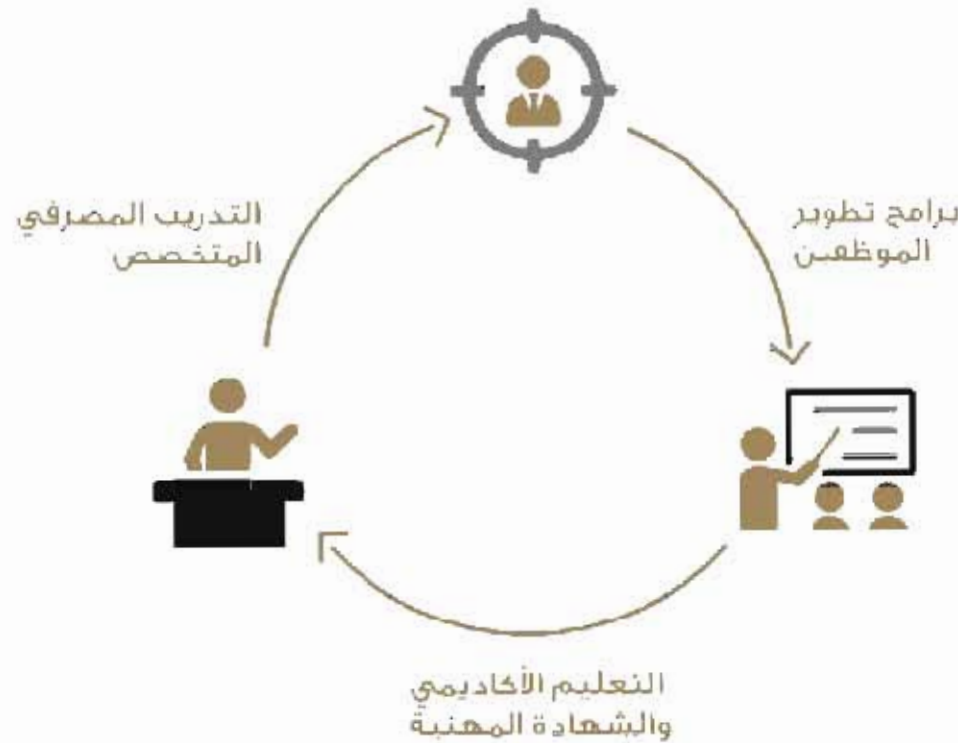 برامج تطوير
الموظفين
التعليم الأكاديمي
والشهادة المهنية
التدريب المصرفي
المتخصص